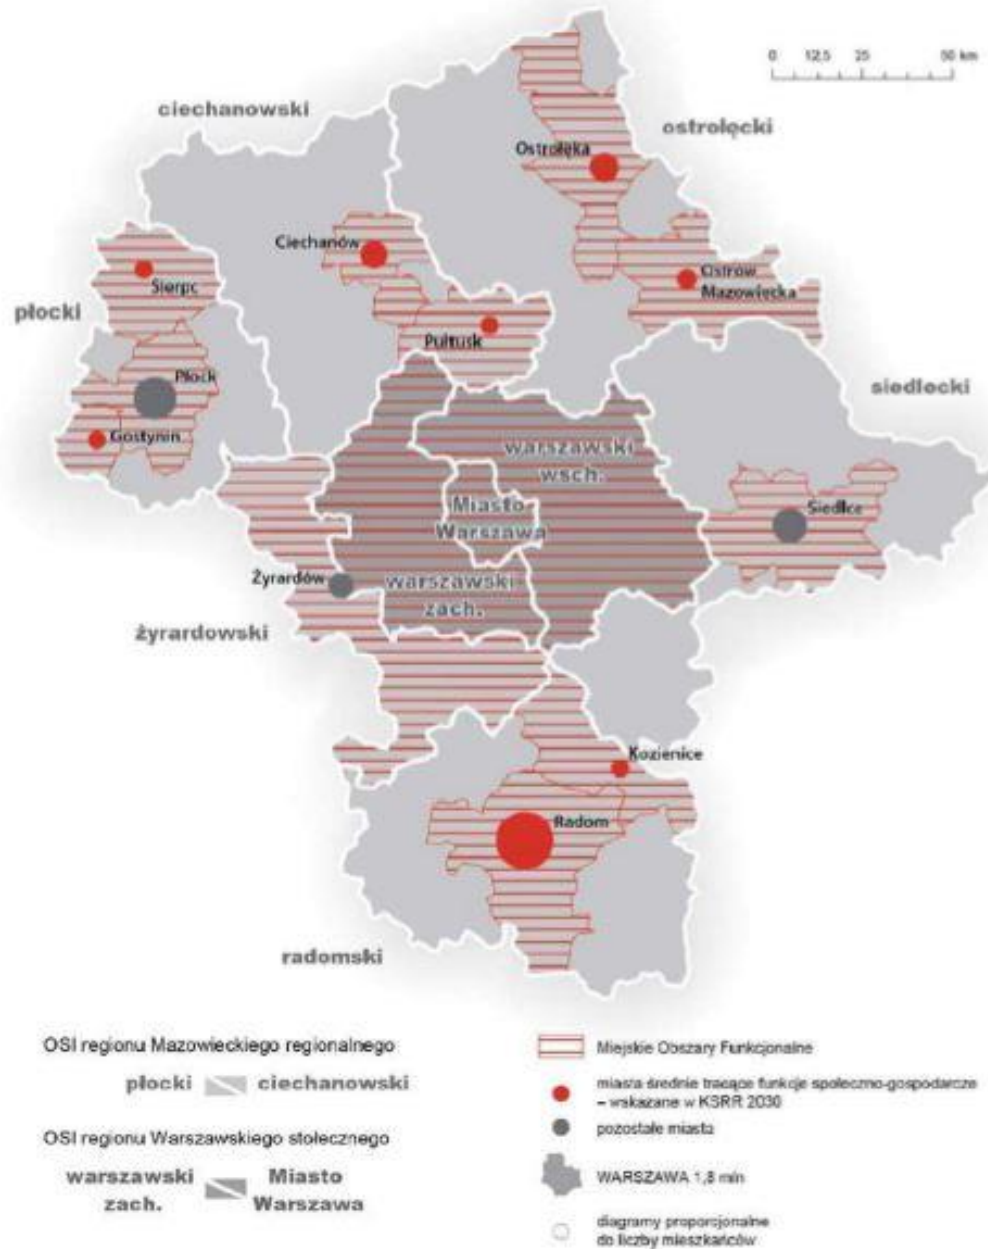 0 12,5 25 50 km
ciechanowski
ostrołęcki
Ostrołęka
Ciechanów
Sierpc
Ostrów
Mazowiecka
płocki
Pułtusk
Płock
siedlecki
Gostynin
warszawski
wsch.
Miasto
Warszawa
Siedlce
Żyrardów
warszawski
zach.
żyrardowski
Kozienice
Radom
radomski
OSI regionu Mazowieckiego regionalnego
płocki ciechanowski
OSI regionu Warszawskiego stołecznego
warszawski
zach.
Miasto
Warszawa
Miejskie Obszary Funkcjonalne
miasta średnie tracące funkcje społeczno-gospodarcze
– wskazane w KSRR 2030
pozostałe miasta
WARSZAWA 1,8 mln
diagramy proporcjonalne
do liczby mieszkańców